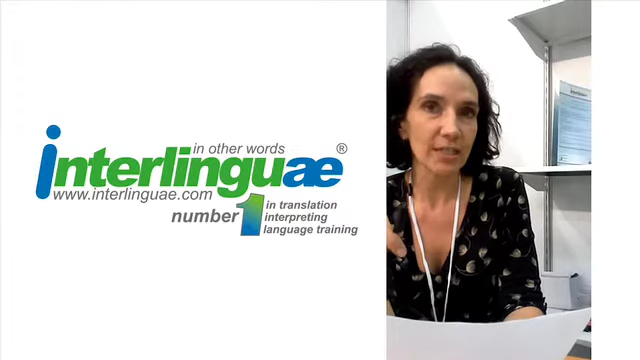 in other words
interlinguae®
www.interlinguae.com
number 1
in translation
interpreting
language training